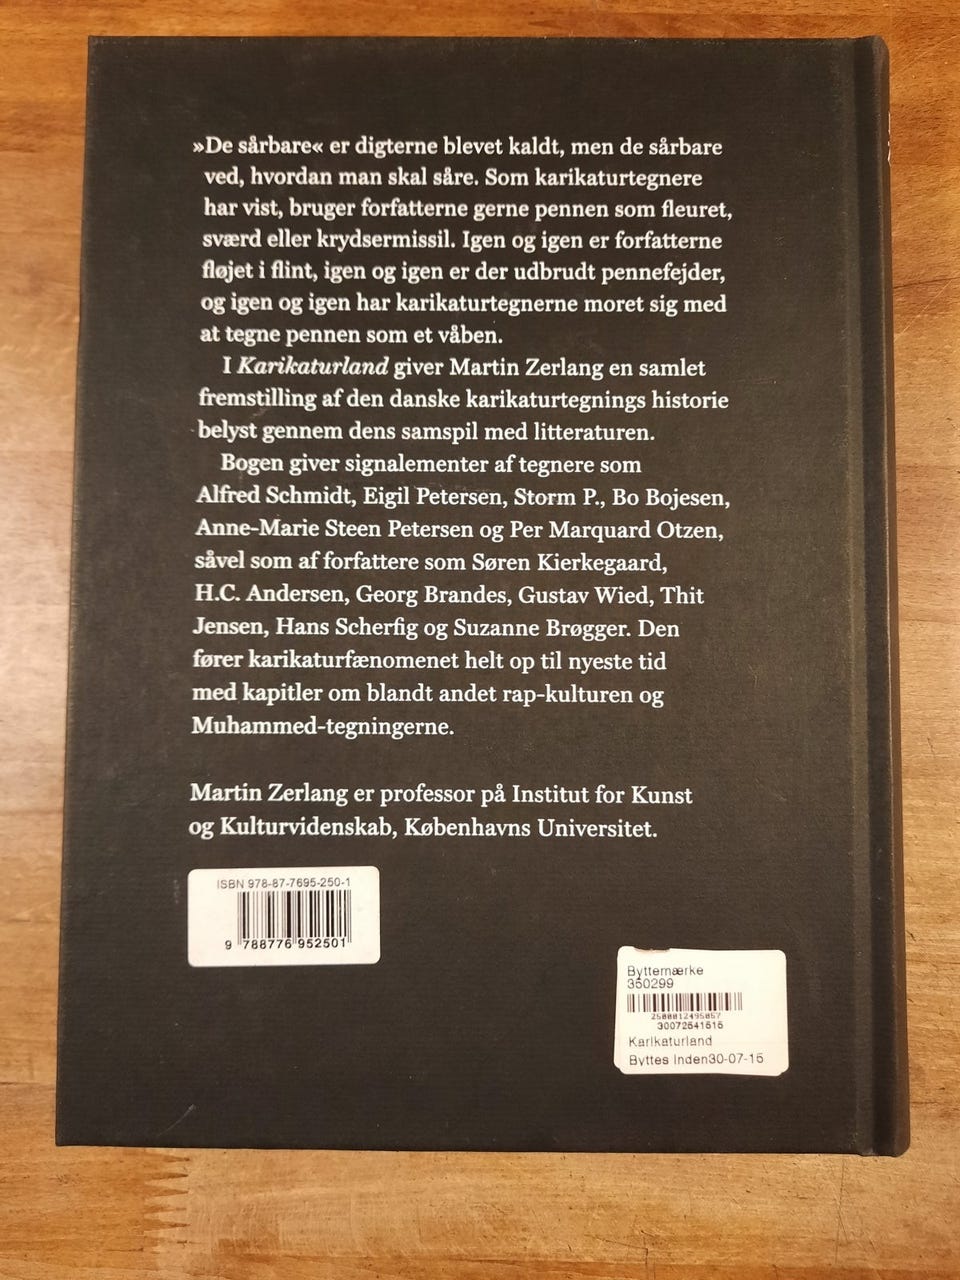 »De sårbare« er digterne blevet kaldt, men de sårbare
ved, hvordan man skal såre. Som karikaturtegnere
har vist, bruger forfatterne gerne pennen som fleuret,
sværd eller krydsermissil. Igen og igen er forfatterne
fløjet i flint, igen og igen er der udbrudt pennefejder,
og igen og igen har karikaturtegnerne moret sig med
at tegne pennen som et våben.
I Karikaturland giver Martin Zerlang en samlet
fremstilling af den danske karikaturtegnings historie
belyst gennem dens samspil med litteraturen.
Bogen giver signalementer af tegnere som
Alfred Schmidt, Eigil Petersen, Storm P., Bo Bojesen,
Anne-Marie Steen Petersen og Per Marquard Otzen,
såvel som af forfattere som Søren Kierkegaard,
H.C. Andersen, Georg Brandes, Gustav Wied, Thit
Jensen, Hans Scherfig og Suzanne Brøgger. Den
fører karikaturfænomenet helt op til nyeste tid
med kapitler om blandt andet rap-kulturen og
Muhammed-tegningerne.
Martin Zerlang er professor på Institut for Kunst
og Kulturvidenskab, Københavns Universitet.
ISBN 978-87-7695-250-1
9 788776 952501
Byttemærke
350299
2500012495057
30072541515
Karikaturland
Byttes inden30-07-15